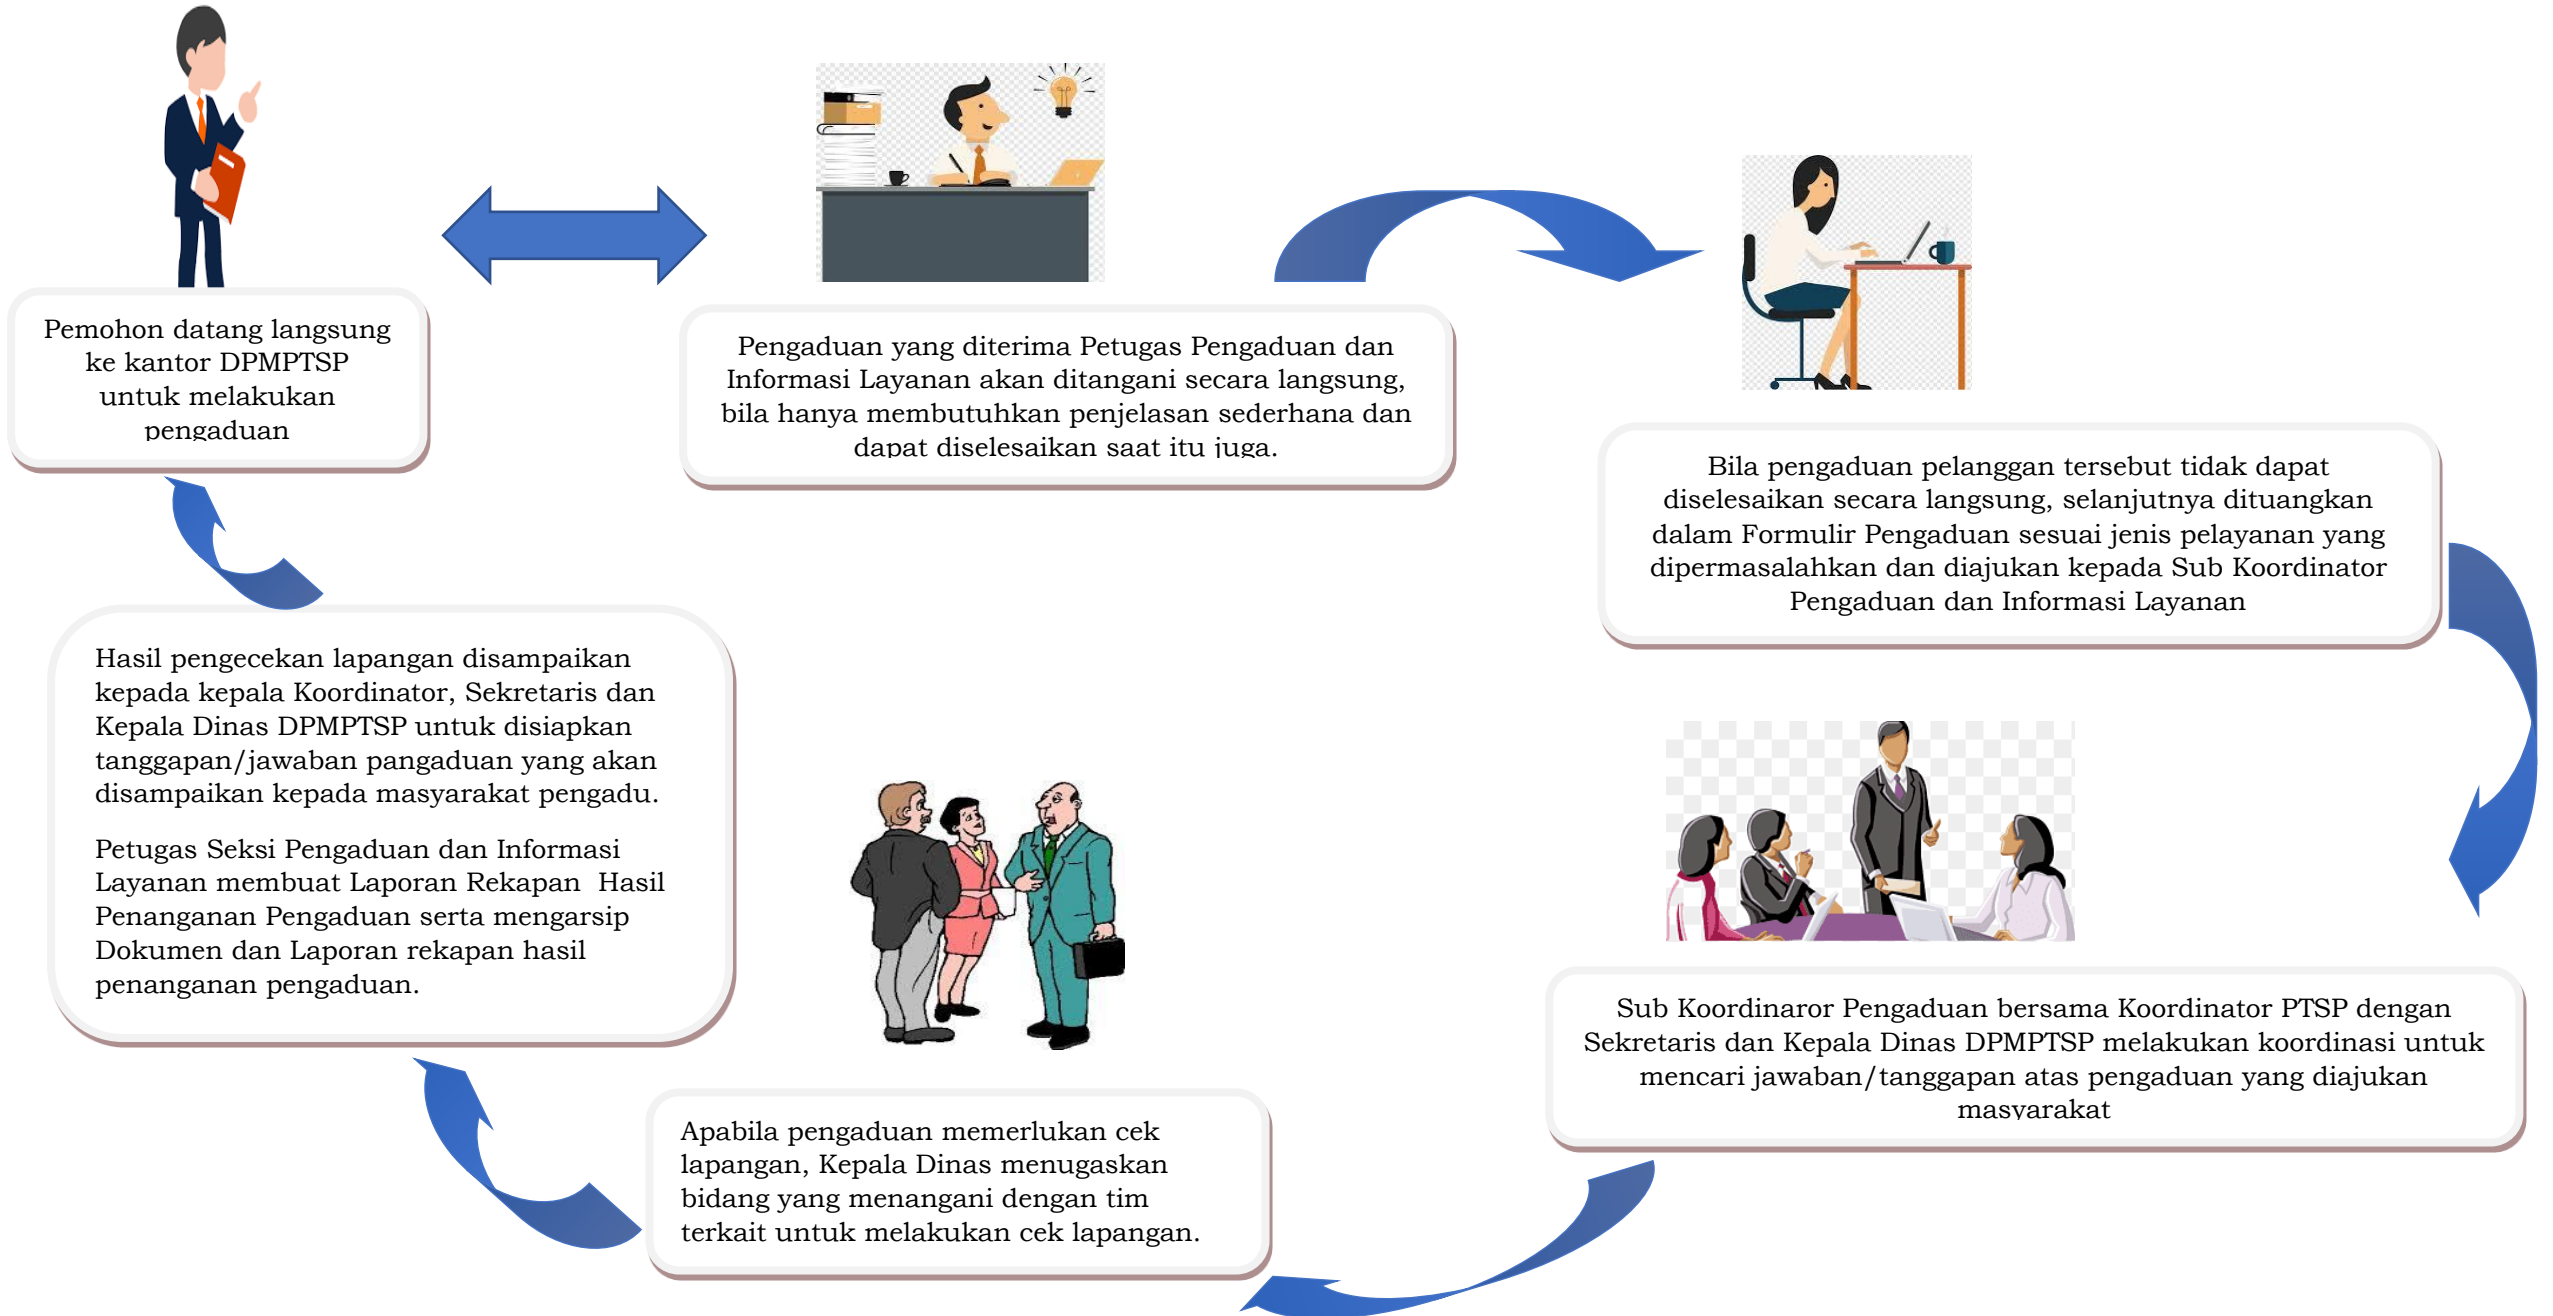 Pemohon datang langsung
ke kantor DPMPTSP
untuk melakukan
pengaduan
Pengaduan yang diterima Petugas Pengaduan dan
Informasi Layanan akan ditangani secara langsung,
bila hanya membutuhkan penjelasan sederhana dan
dapat diselesaikan saat itu juga.
Bila pengaduan pelanggan tersebut tidak dapat
diselesaikan secara langsung, selanjutnya dituangkan
dalam Formulir Pengaduan sesuai jenis pelayanan yang
dipermasalahkan dan diajukan kepada Sub Koordinator
Pengaduan dan Informasi Layanan
Sub Koordinaror Pengaduan bersama Koordinator PTSP dengan
Sekretaris dan Kepala Dinas DPMPTSP melakukan koordinasi untuk
mencari jawaban/tanggapan atas pengaduan yang diajukan
masyarakat
Apabila pengaduan memerlukan cek
lapangan, Kepala Dinas menugaskan
bidang yang menangani dengan tim
terkait untuk melakukan cek lapangan.
Hasil pengecekan lapangan disampaikan
kepada kepala Koordinator, Sekretaris dan
Kepala Dinas DPMPTSP untuk disiapkan
tanggapan/jawaban pangaduan yang akan
disampaikan kepada masyarakat pengadu.
Petugas Seksi Pengaduan dan Informasi
Layanan membuat Laporan Rekapan  Hasil
Penanganan Pengaduan serta mengarsip
Dokumen dan Laporan rekapan hasil
penanganan pengaduan.